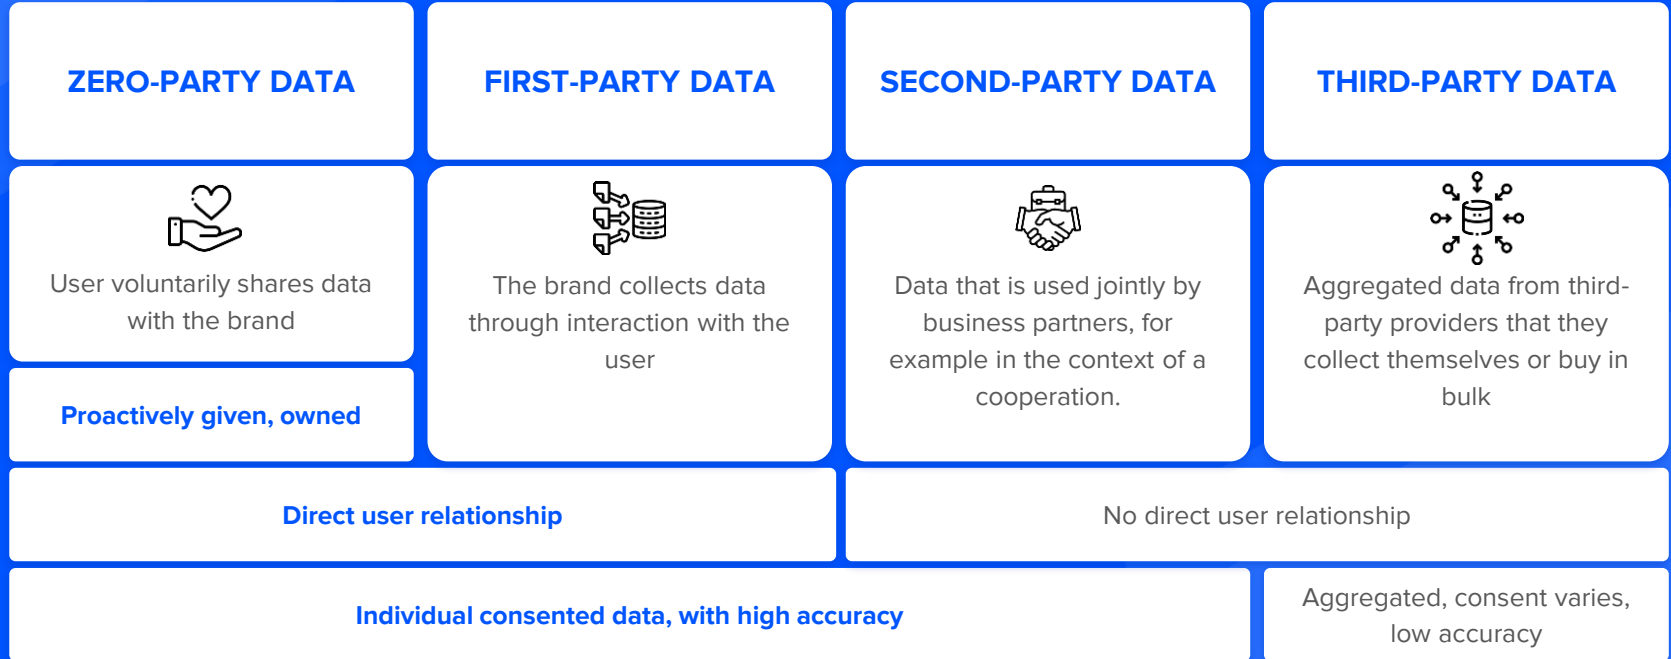 ZERO-PARTY DATA
FIRST-PARTY DATA
SECOND-PARTY DATA
THIRD-PARTY DATA
User voluntarily shares data
with the brand
The brand collects data
through interaction with the
user
Data that is used jointly by
business partners, for
example in the context of a
cooperation.
Aggregated data from third-
party providers that they
collect themselves or buy in
bulk
Proactively given, owned
Direct user relationship
No direct user relationship
Individual consented data, with high accuracy
Aggregated, consent varies,
low accuracy